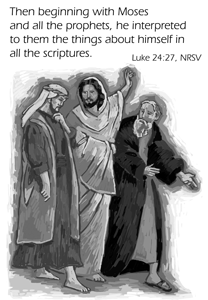 Then beginning with Moses
and all the prophets, he interpreted
to them the things about himself in
all the scriptures.
Luke 24:27, NRSV